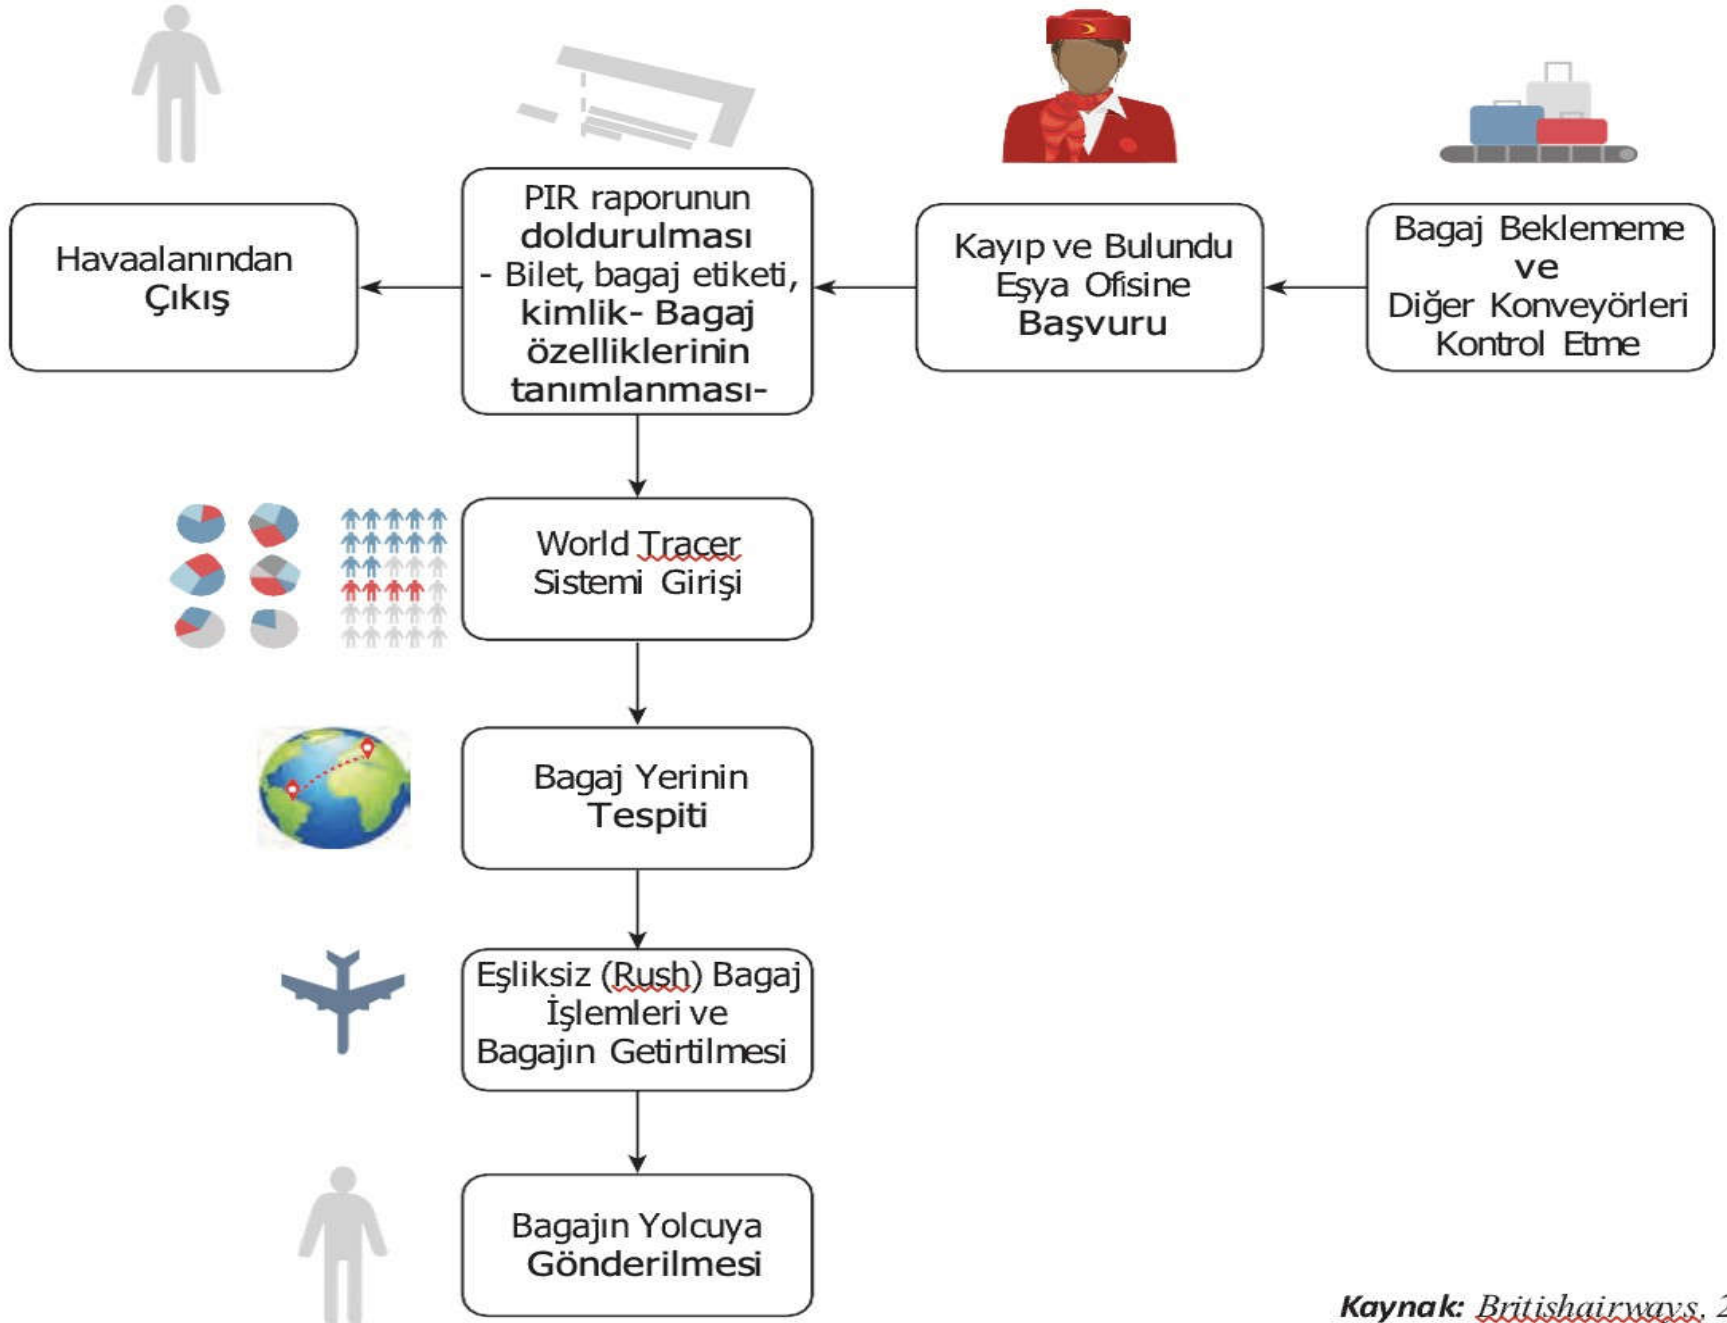 Havaalanından
Çıkış
PIR raporunun
doldurulması
- Bilet, bagaj etiketi,
kimlik- Bagaj
özelliklerinin
tanımlanması-
Kayıp ve Bulundu
Eşya Ofisine
Başvuru
Bagaj Beklememe
ve
Diğer Konveyörleri
Kontrol Etme
World Tracer
Sistemi Girişi
Bagaj Yerinin
Tespiti
Eşliksiz (Rush) Bagaj
İşlemleri ve
Bagajın Getirtilmesi
Bagajın Yolcuya
Gönderilmesi
Kaynak: Britishairways, 2